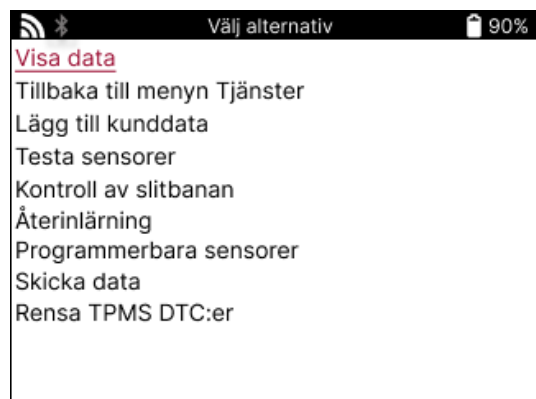 Välj alternativ 90%
Visa data
Tillbaka till menyn Tjänster
Lägg till kunddata
Testa sensorer
Kontroll av slitbanan
Återinlärning
Programmerbara sensorer
Skicka data
Rensa TPMS DTC:er